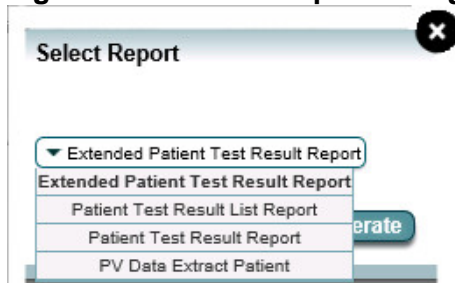 Select Report
Extended Patient Test Result Report
Extended Patient Test Result Report
Patient Test Result List Report
Patient Test Result Report
erate
PV Data Extract Patient